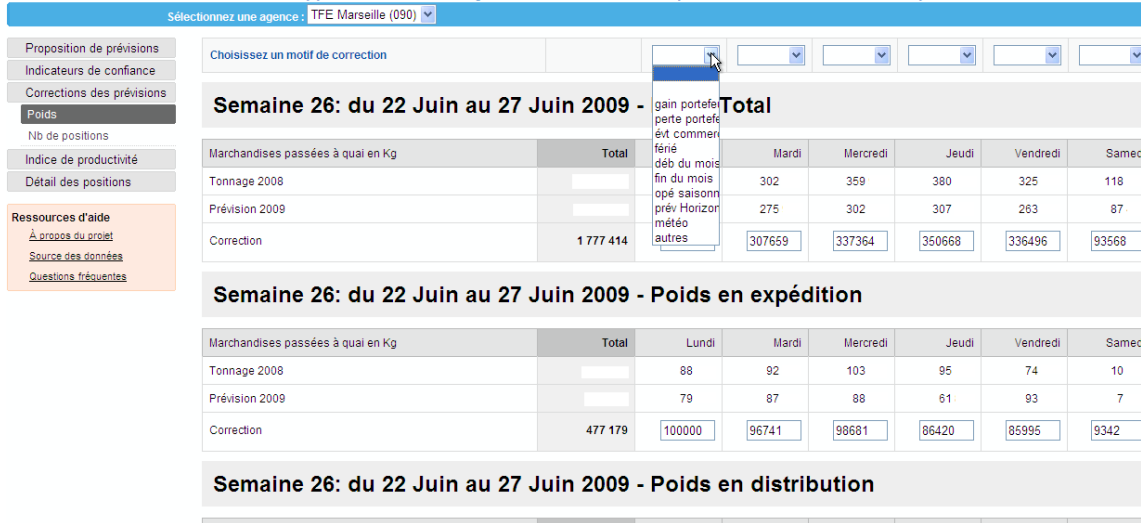 Sélectionnez une agence : TFE Marseille (090)
Proposition de prévisions
Indicateurs de confiance
Corrections des prévisions
Poids
Nb de positions
Indice de productivité
Détail des positions
Ressources d'aide
À propos du projet
Source des données
Questions fréquentes
Choisissez un motif de correction
gain portefeu
perte portefe
évt commerc
férié
déb du mois
fin du mois
opé saisonn
prév Horizon
météo
autres
Semaine 26: du 22 Juin au 27 Juin 2009 - Total
Marchandises passées à quai en Kg Total Mardi Mercredi Jeudi Vendredi Samed
Tonnage 2008 302 359 380 325 118
Prévision 2009 275 302 307 263 87
Correction 1 777 414 307659 337364 350668 336496 93568
Semaine 26: du 22 Juin au 27 Juin 2009 - Poids en expédition
Marchandises passées à quai en Kg Total Lundi Mardi Mercredi Jeudi Vendredi Samed
Tonnage 2008 88 92 103 95 74 10
Prévision 2009 79 87 88 61 93 7
Correction 477 179 100000 96741 98681 86420 85995 9342
Semaine 26: du 22 Juin au 27 Juin 2009 - Poids en distribution